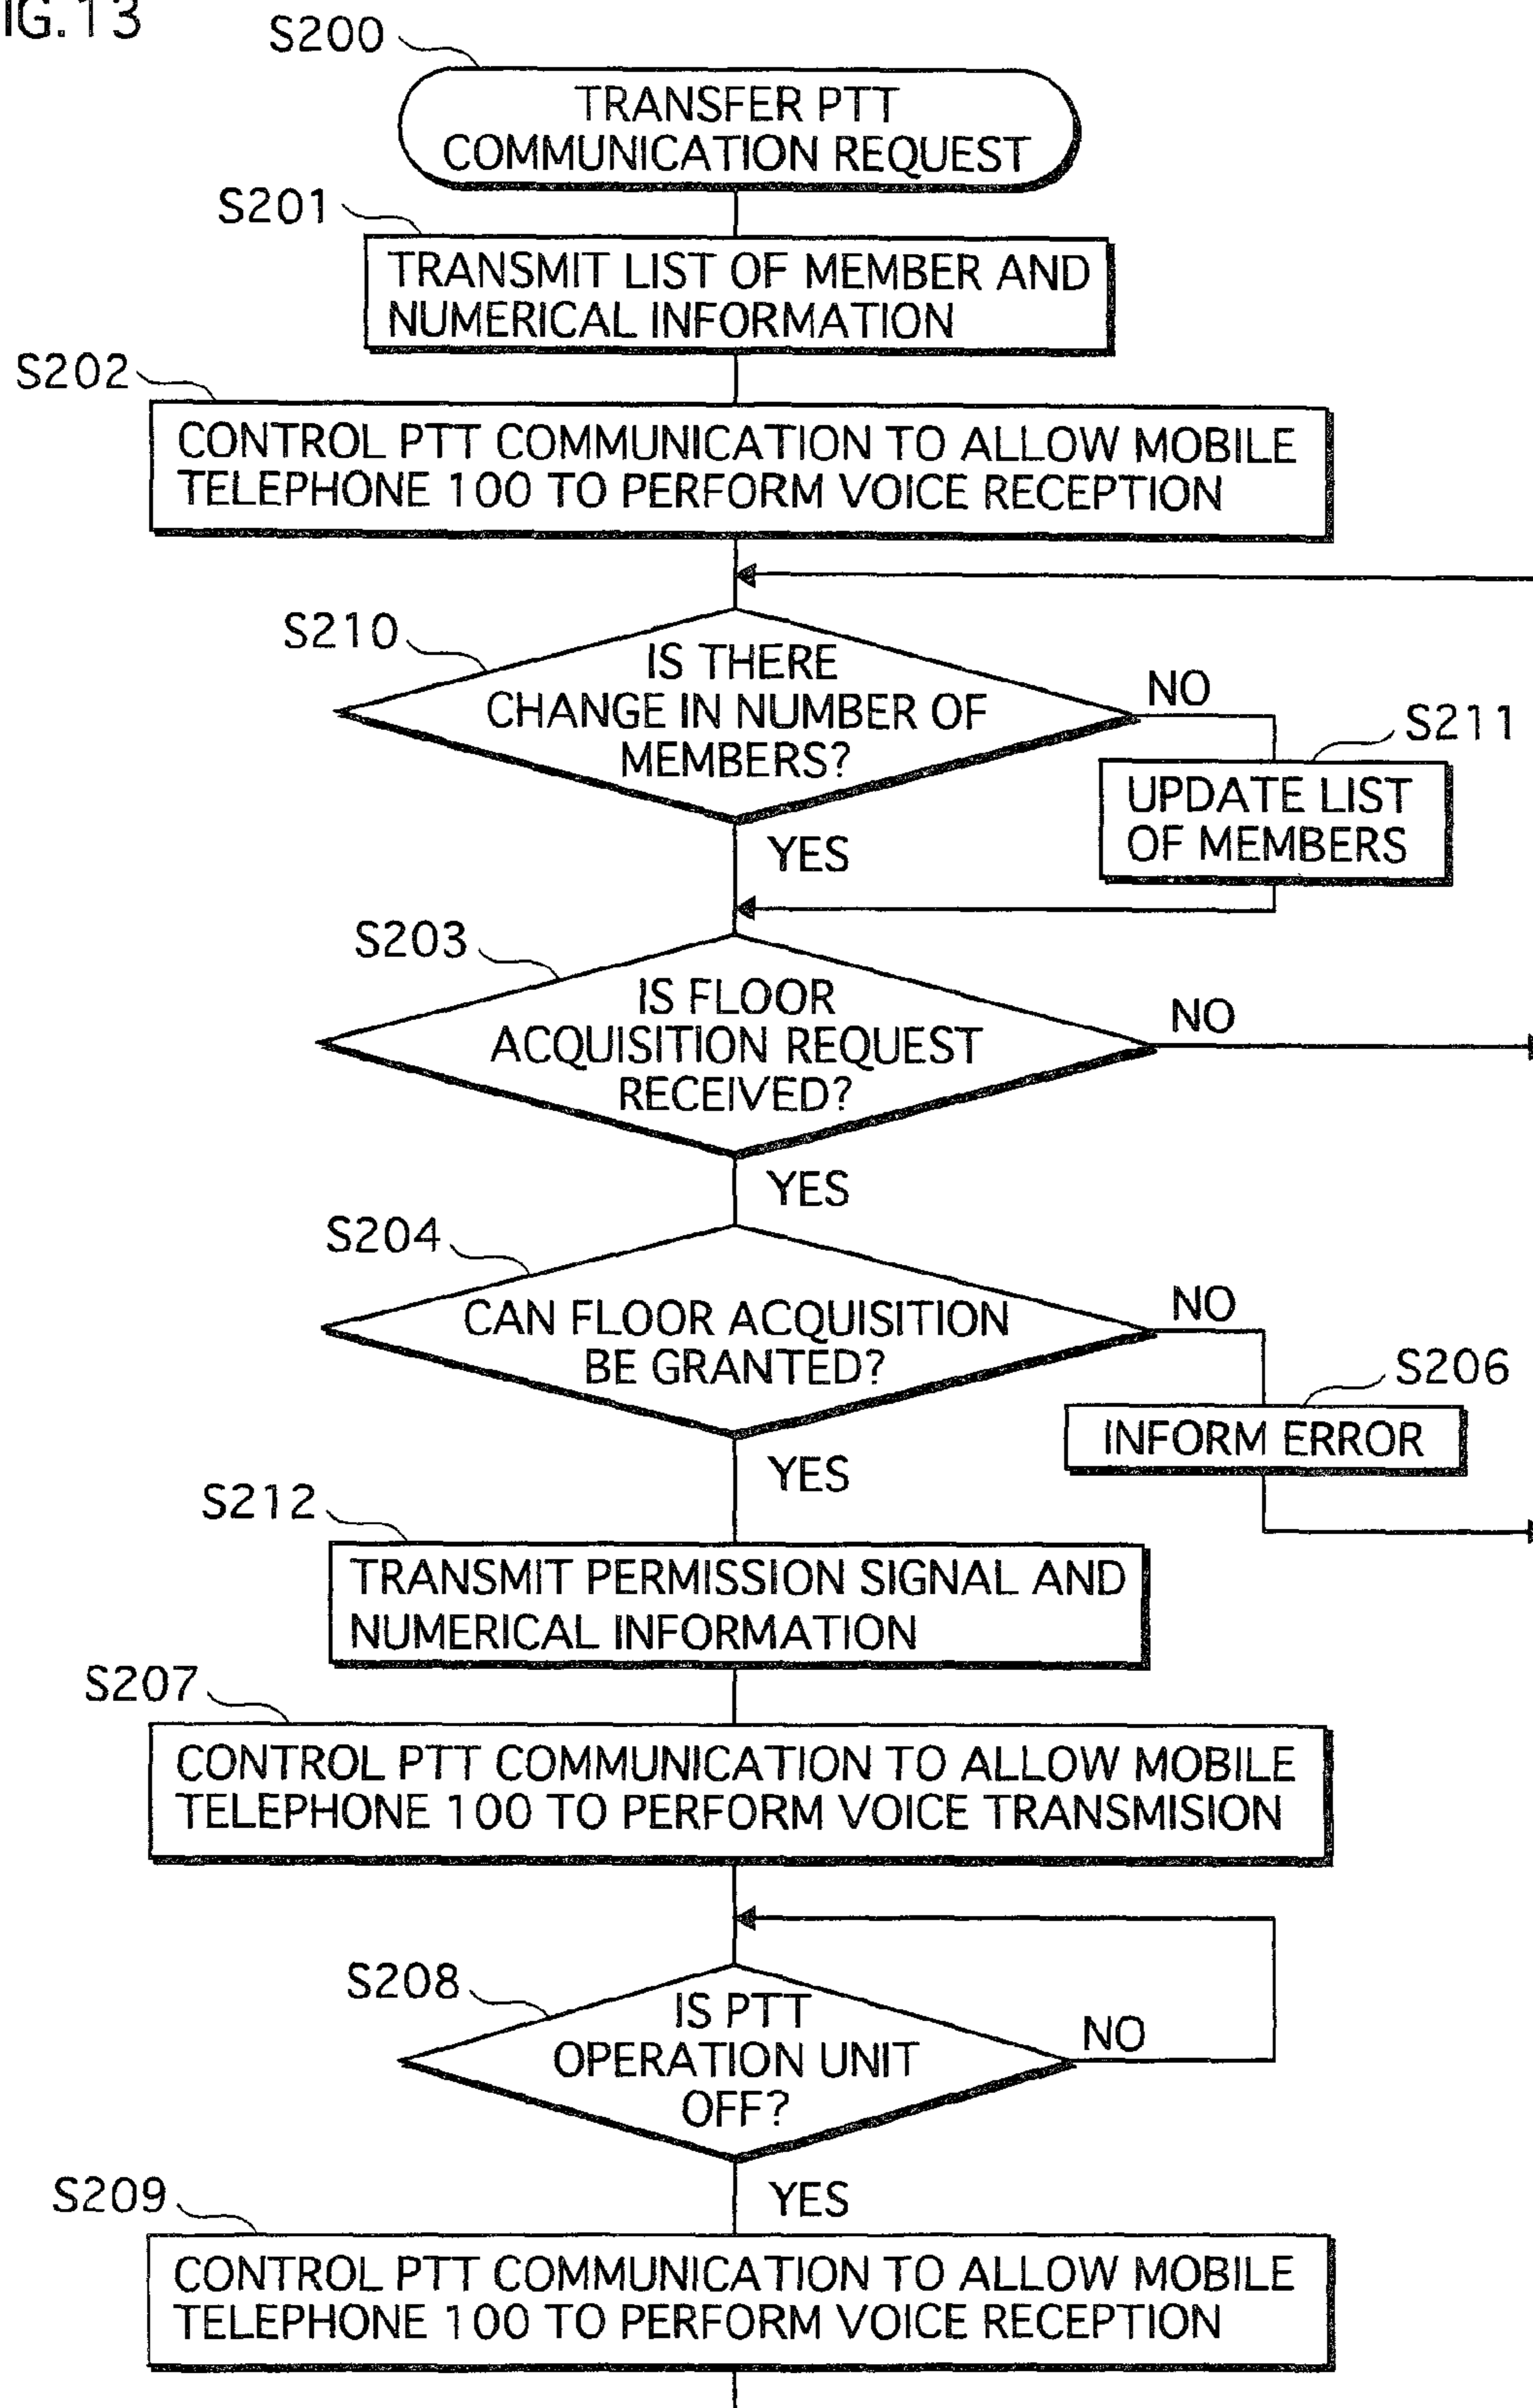 IG.13
S200
TRANSFER PTT
COMMUNICATION REQUEST
S201
TRANSMIT LIST OF MEMBER AND
NUMERICAL INFORMATION
S202
CONTROL PTT COMMUNICATION TO ALLOW MOBILE
TELEPHONE 100 TO PERFORM VOICE RECEPTION
S210
IS THERE
CHANGE IN NUMBER OF
MEMBERS?
NO
S211
UPDATE LIST
OF MEMBERS
YES
S203
IS FLOOR
ACQUISITION REQUEST
RECEIVED?
NO
YES
S204
CAN FLOOR ACQUISITION
BE GRANTED?
NO
S206
INFORM ERROR
YES
S212
TRANSMIT PERMISSION SIGNAL AND
NUMERICAL INFORMATION
S207
CONTROL PTT COMMUNICATION TO ALLOW MOBILE
TELEPHONE 100 TO PERFORM VOICE TRANSMISION
S208
IS PTT
OPERATION UNIT
OFF?
NO
YES
S209
CONTROL PTT COMMUNICATION TO ALLOW MOBILE
TELEPHONE 100 TO PERFORM VOICE RECEPTION